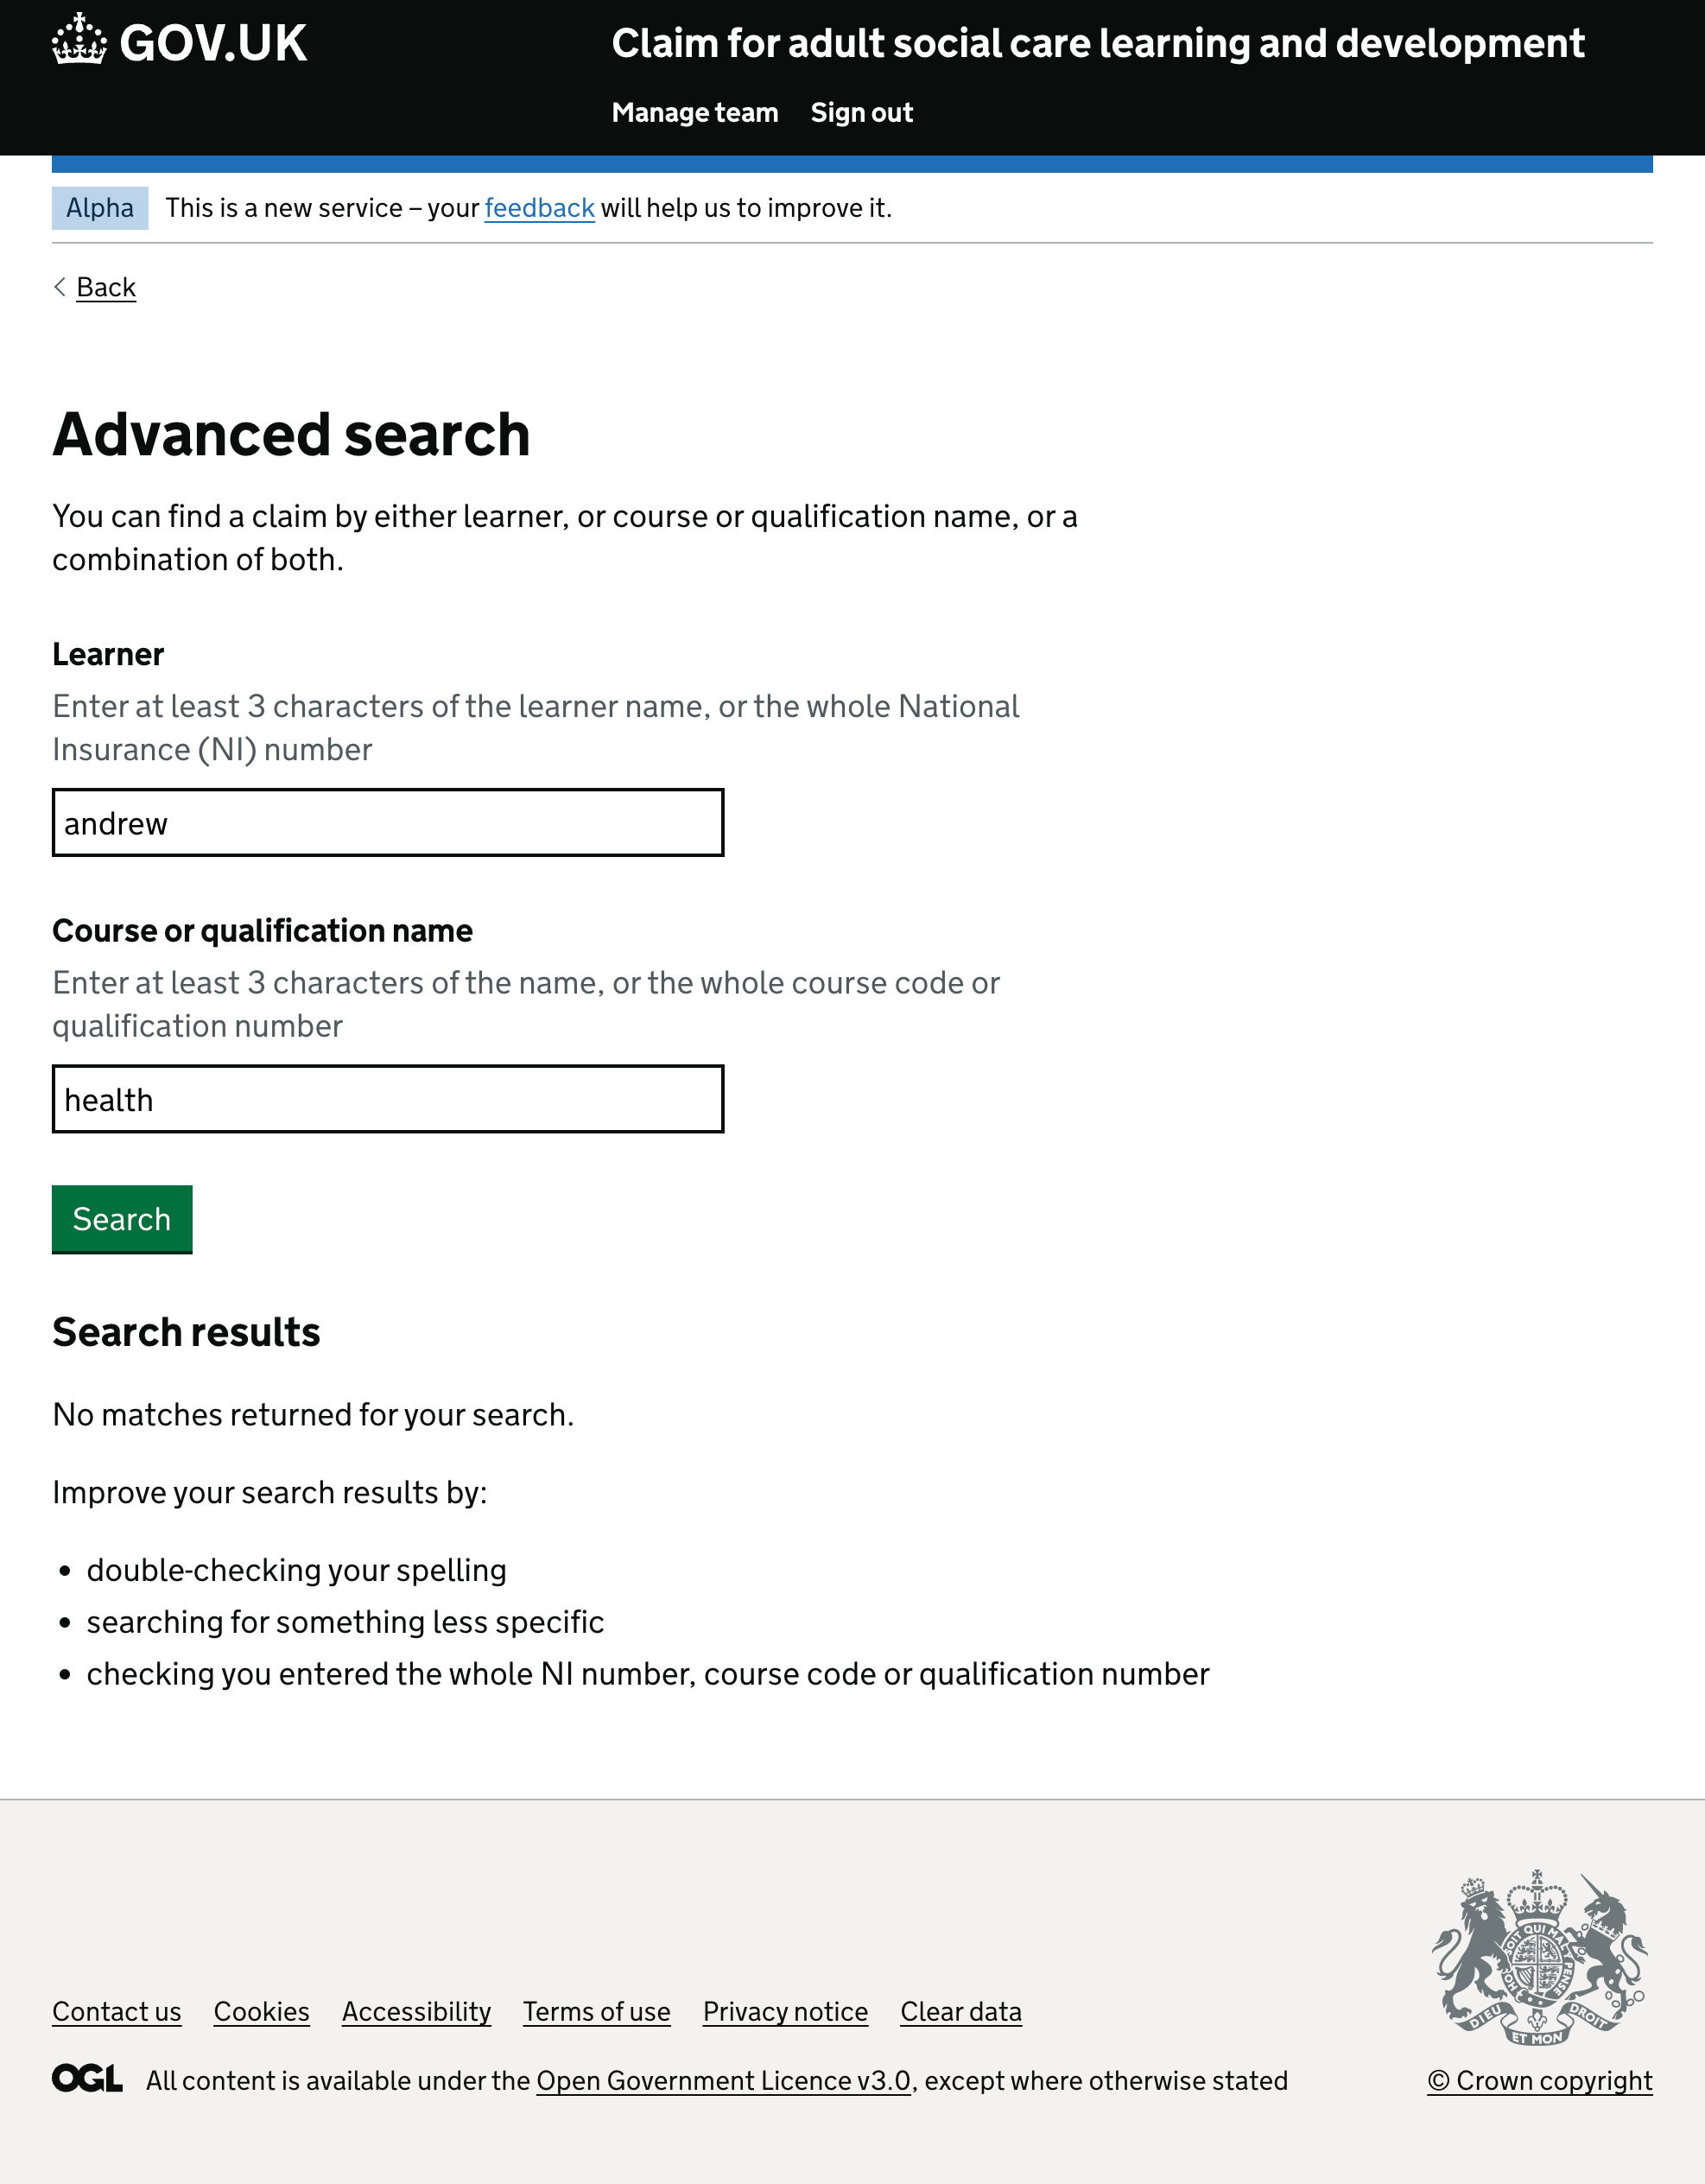 GOV.UK
Claim for adult social care learning and development
Manage team Sign out
Alpha This is a new service – your feedback will help us to improve it.
Back
Advanced search
You can find a claim by either learner, or course or qualification name, or a
combination of both.
Learner
Enter at least 3 characters of the learner name, or the whole National
Insurance (NI) number
andrew
Course or qualification name
Enter at least 3 characters of the name, or the whole course code or
qualification number
health
Search
Search results
No matches returned for your search.
Improve your search results by:
• double-checking your spelling
• searching for something less specific
• checking you entered the whole NI number, course code or qualification number
SOIT QUI MAL Y PENSE
DIEU ET MON DROIT
Contact us Cookies Accessibility Terms of use Privacy notice Clear data
OGL All content is available under the Open Government Licence v3.0, except where otherwise stated
© Crown copyright